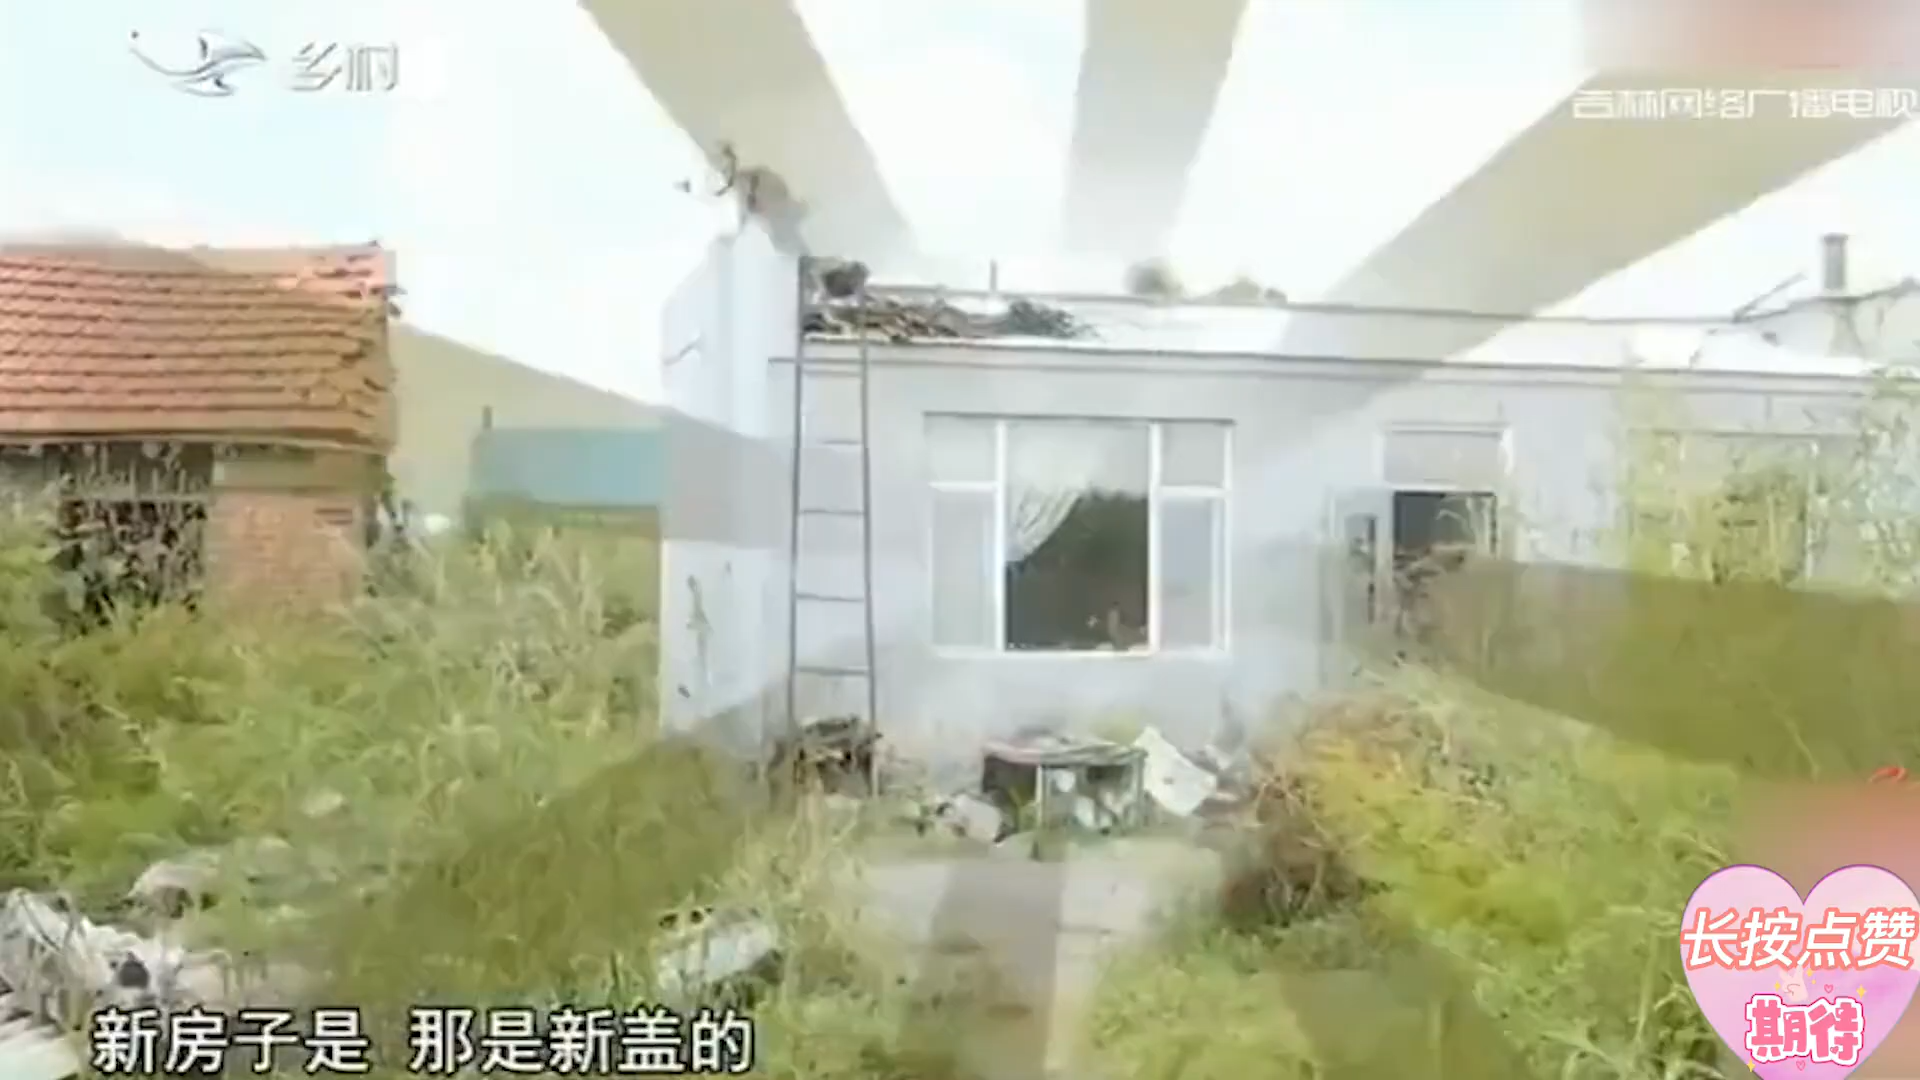 乡村
吉林网络广播电视
新房子是 那是新盖的
长按点赞
期待